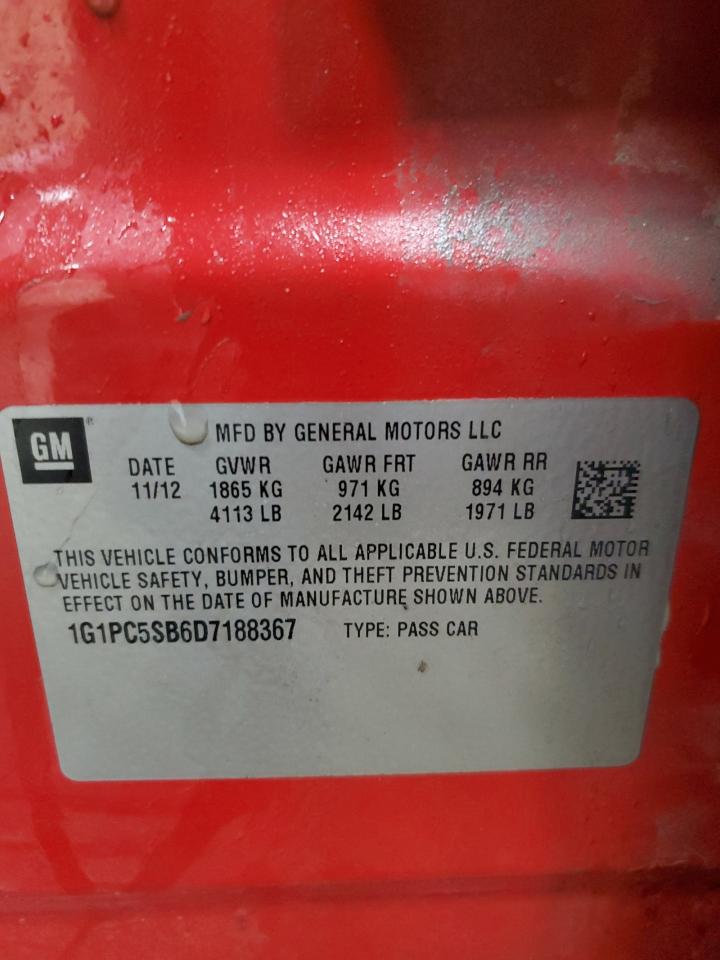 GM ® MFD BY GENERAL MOTORS LLC
DATE GVWR GAWR FRT GAWR RR
11/12 1865 KG 971 KG 894 KG
4113 LB 2142 LB 1971 LB
THIS VEHICLE CONFORMS TO ALL APPLICABLE U.S. FEDERAL MOTOR
VEHICLE SAFETY, BUMPER, AND THEFT PREVENTION STANDARDS IN
EFFECT ON THE DATE OF MANUFACTURE SHOWN ABOVE.
1G1PC5SB6D7188367 TYPE: PASS CAR